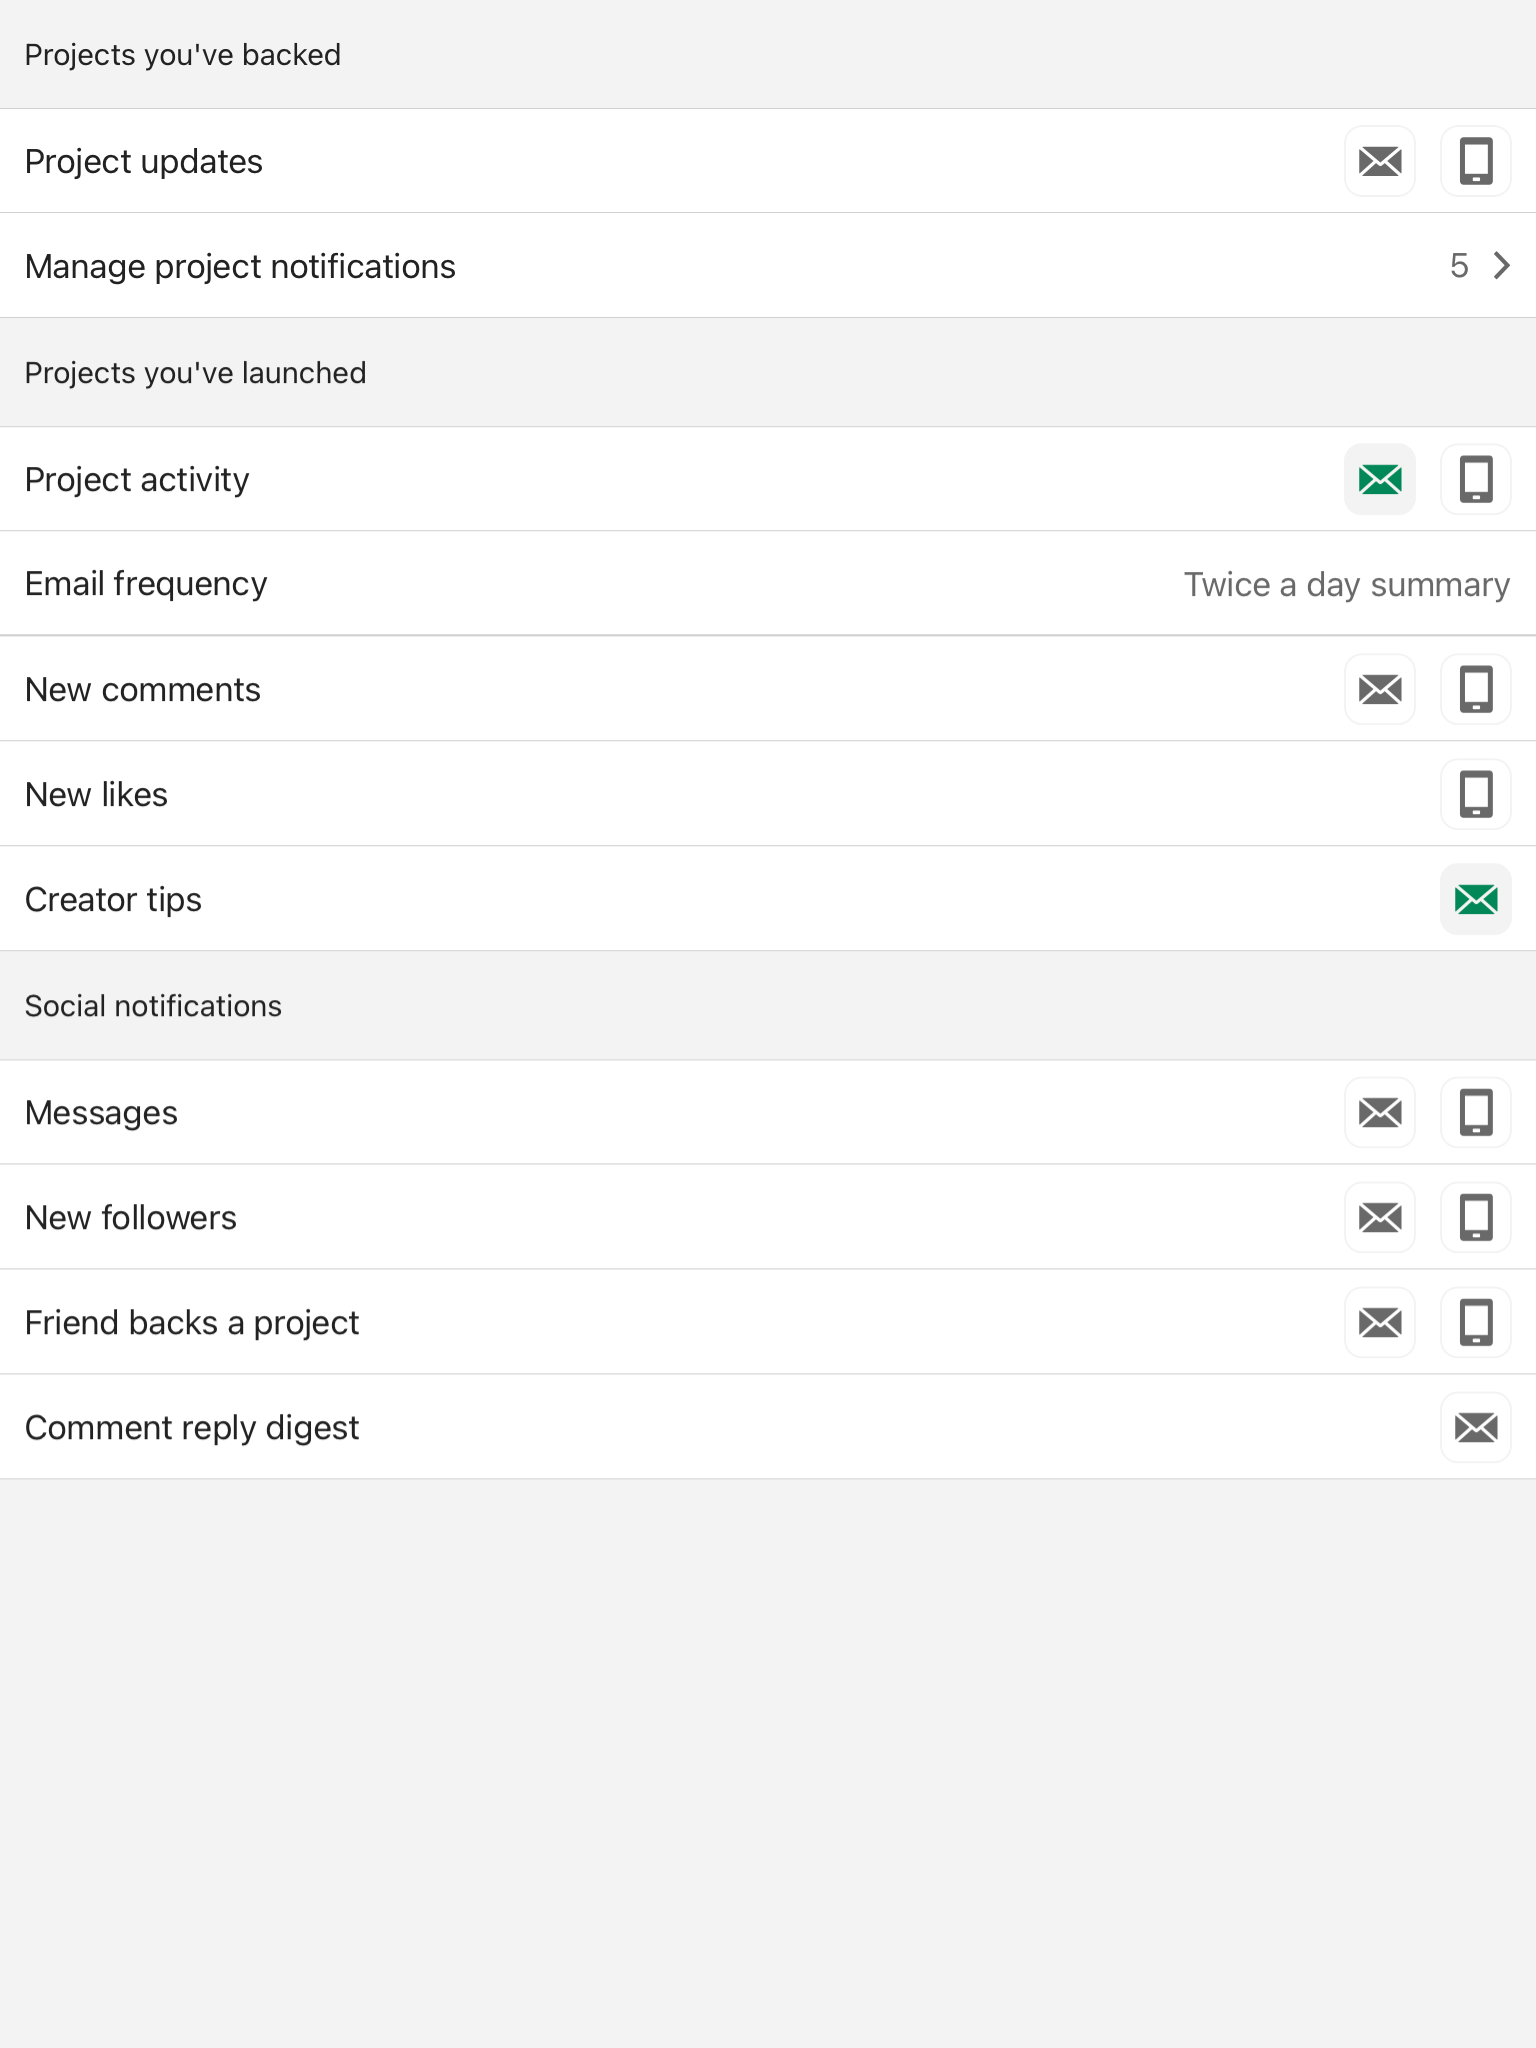 Projects you've backed
Project updates
Manage project notifications 5
Projects you've launched
Project activity
Email frequency Twice a day summary
New comments
New likes
Creator tips
Social notifications
Messages
New followers
Friend backs a project
Comment reply digest